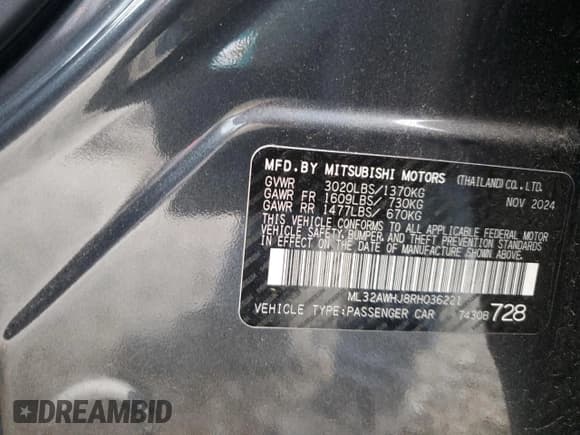 MFD.BY MITSUBISHI MOTORS (THAILAND)CO.,LTD.
GVWR 3020LBS/1370KG NOV 2024
GAWR FR 1609LBS/ 730KG
GAWR RR 1477LBS/ 670KG
THIS VEHICLE CONFORMS TO ALL APPLICABLE FEDERAL MOTOR
VEHICLE SAFETY, BUMPER, AND THEFT PREVENTION STANDARDS
IN EFFECT ON THE DATE OF MANUFACTURE SHOWN ABOVE.
ML32AWHJ8RH036221
VEHICLE TYPE:PASSENGER CAR 74308 728
DREAMBID